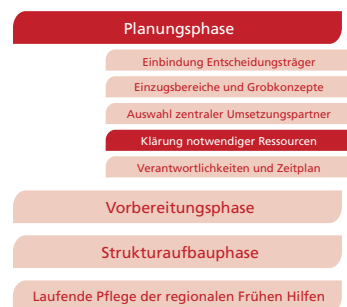 Planungsphase
Einbindung Entscheidungsträger
Einzugsbereiche und Grobkonzepte
Auswahl zentraler Umsetzungspartner
Klärung notwendiger Ressourcen
Verantwortlichkeiten und Zeitplan
Vorbereitungsphase
Strukturaufbauphase
Laufende Pflege der regionalen Frühen Hilfen